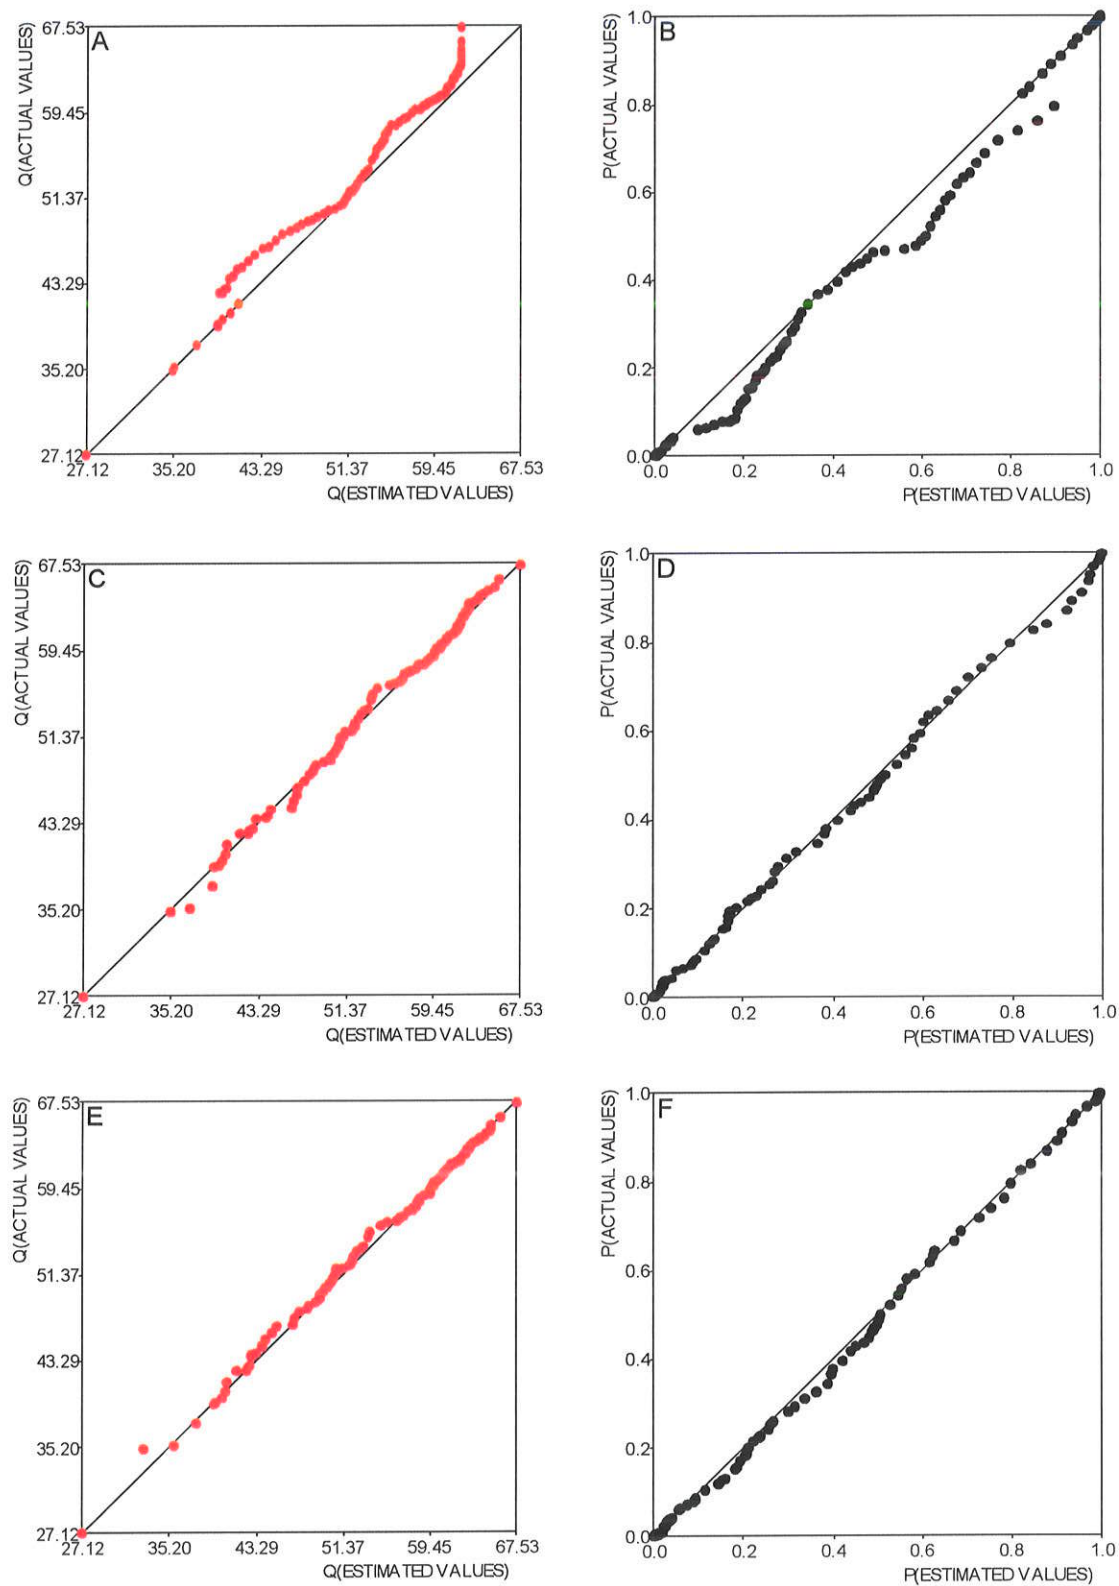 A
Q(ACTUAL VALUES)
67.53
59.45
51.37
43.29
35.20
27.12
27.12 35.20 43.29 51.37 59.45 67.53
Q(ESTIMATED VALUES)
B
P(ACTUAL VALUES)
1.0
0.8
0.6
0.4
0.2
0.0
0.0 0.2 0.4 0.6 0.8 1.0
P(ESTIMATED VALUES)
C
Q(ACTUAL VALUES)
67.53
59.45
51.37
43.29
35.20
27.12
27.12 35.20 43.29 51.37 59.45 67.53
Q(ESTIMATED VALUES)
D
P(ACTUAL VALUES)
1.0
0.8
0.6
0.4
0.2
0.0
0.0 0.2 0.4 0.6 0.8 1.0
P(ESTIMATED VALUES)
E
Q(ACTUAL VALUES)
67.53
59.45
51.37
43.29
35.20
27.12
27.12 35.20 43.29 51.37 59.45 67.53
Q(ESTIMATED VALUES)
F
P(ACTUAL VALUES)
1.0
0.8
0.6
0.4
0.2
0.0
0.0 0.2 0.4 0.6 0.8 1.0
P(ESTIMATED VALUES)